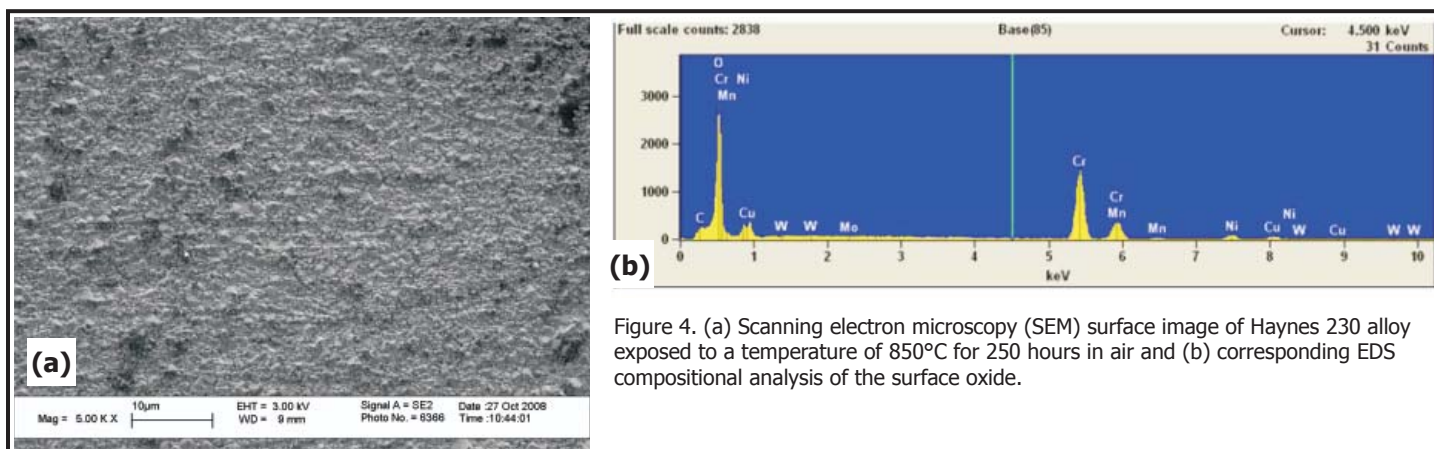 (a)
Mag = 5.00 K X
10µm
EHT = 3.00 kV
WD = 9 mm
Signal A = SE2
Photo No. = 6366
Date :27 Oct 2008
Time :10:44:01
Full scale counts: 2838
Base(85)
Cursor: 4.500 keV
31 Counts
3000
2000
1000
0
O
Cr Ni
Mn
C
Cu
W W Mo
Cr
Cr
Mn
Mn
Ni
Cu
Ni
W
Cu
W W
0 1 2 3 4 5 6 7 8 9 10
keV
(b)
Figure 4. (a) Scanning electron microscopy (SEM) surface image of Haynes 230 alloy
exposed to a temperature of 850°C for 250 hours in air and (b) corresponding EDS
compositional analysis of the surface oxide.